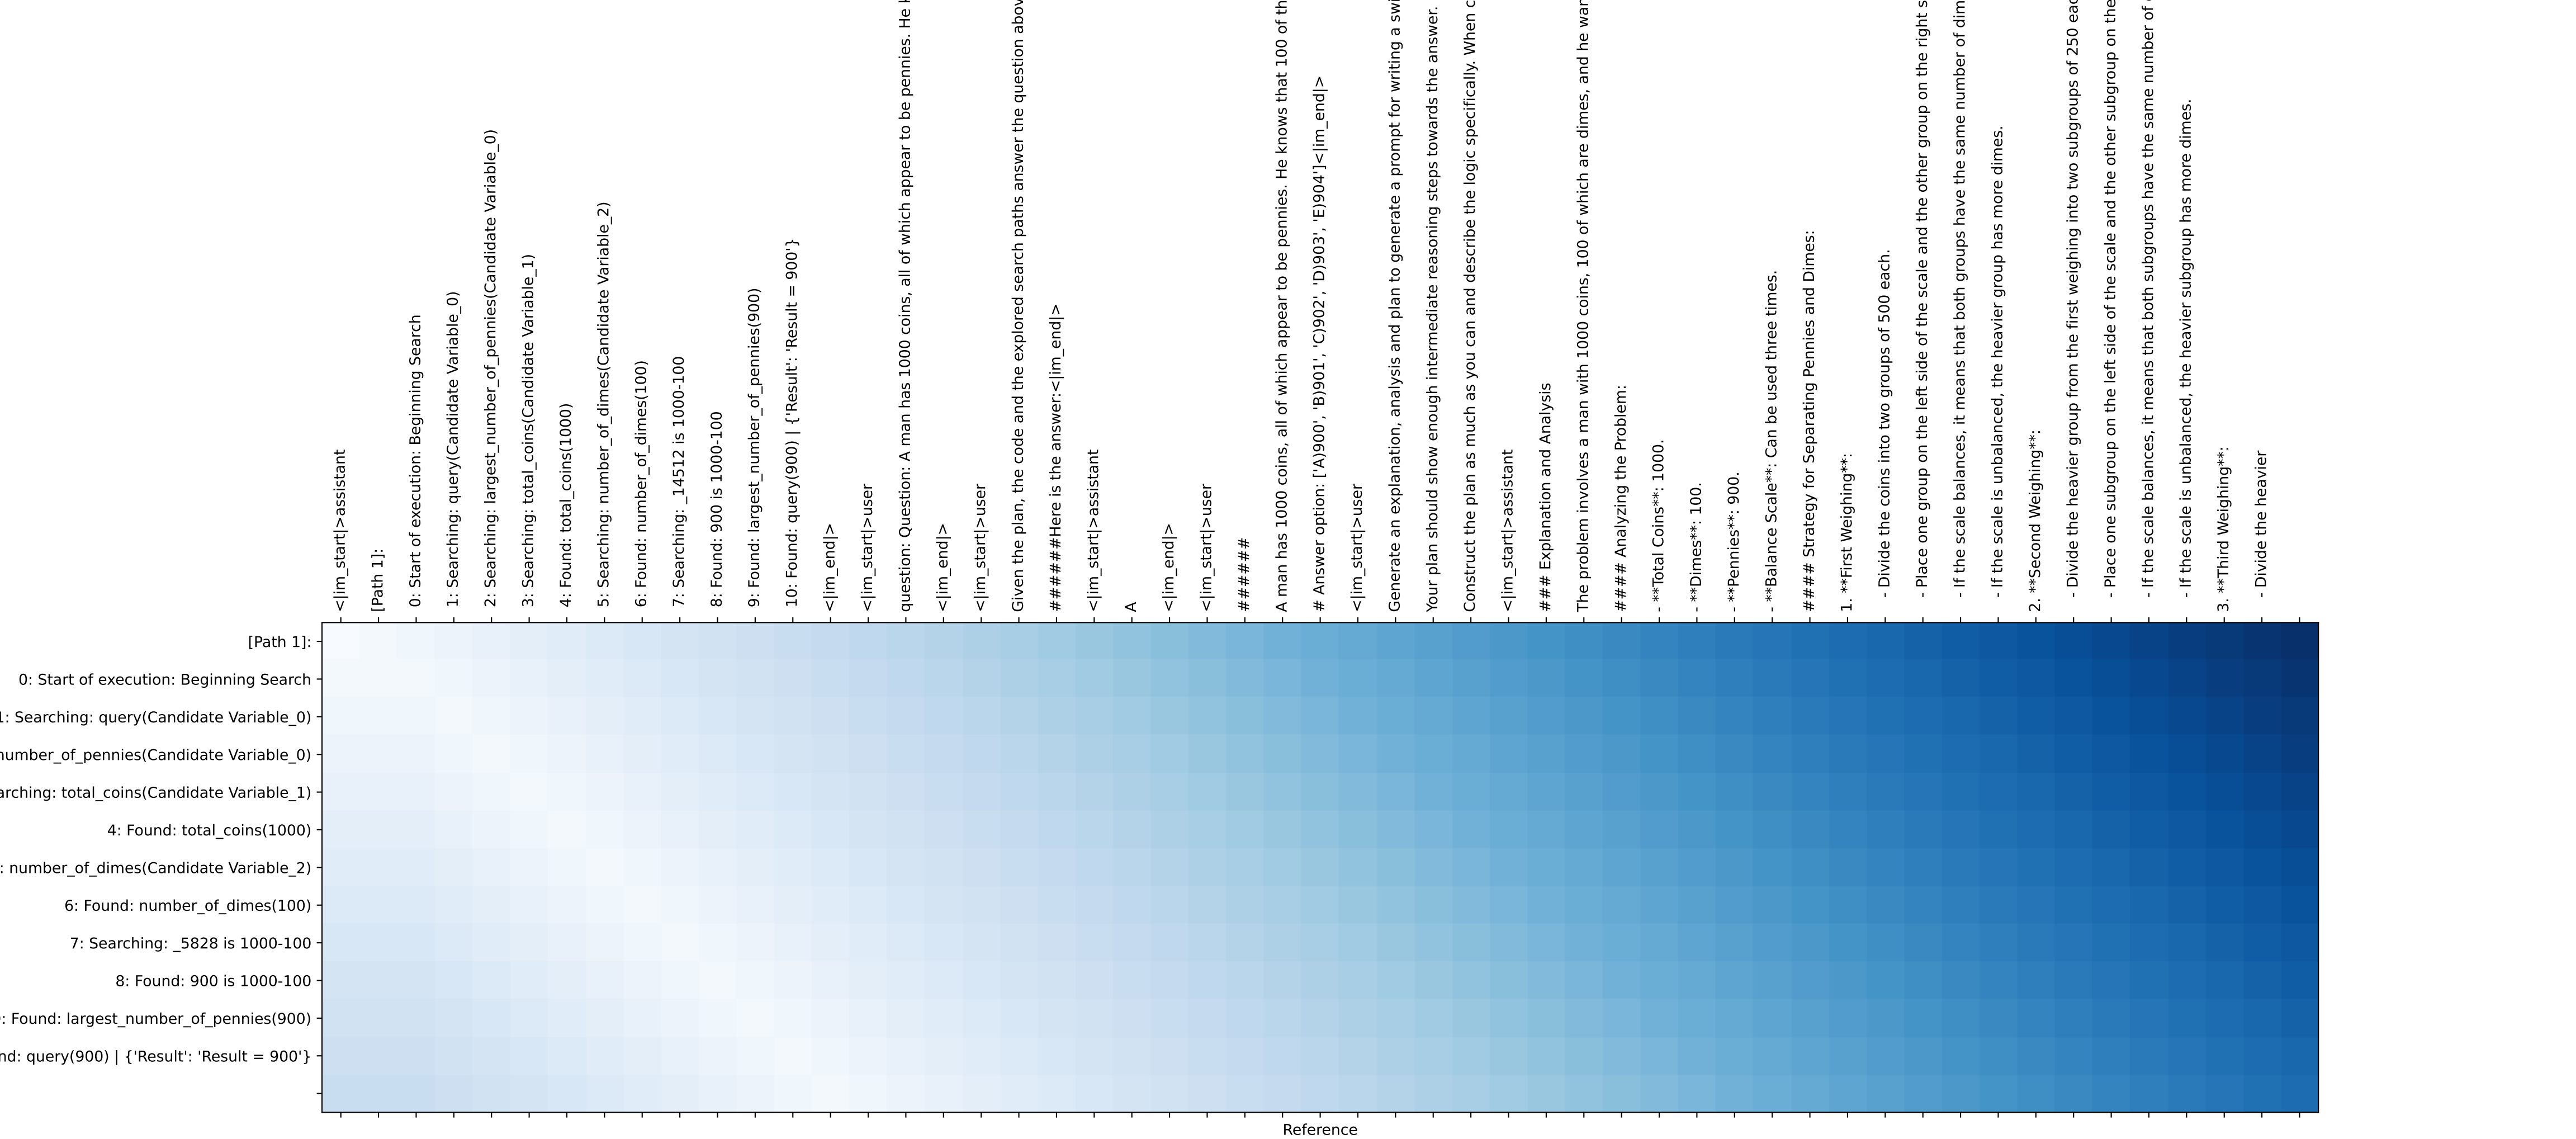 <|im_start|>assistant
[Path 1]:
0: Start of execution: Beginning Search
1: Searching: query(Candidate Variable_0)
2: Searching: largest_number_of_pennies(Candidate Variable_0)
3: Searching: total_coins(Candidate Variable_1)
4: Found: total_coins(1000)
5: Searching: number_of_dimes(Candidate Variable_2)
6: Found: number_of_dimes(100)
7: Searching: _14512 is 1000-100
8: Found: 900 is 1000-100
9: Found: largest_number_of_pennies(900)
10: Found: query(900) | {'Result': 'Result = 900'}
<|im_end|>
<|im_start|>user
question: Question: A man has 1000 coins, all of which appear to be pennies. He
<|im_end|>
<|im_start|>user
Given the plan, the code and the explored search paths answer the question abov
######Here is the answer:<|im_end|>
<|im_start|>assistant
A
<|im_end|>
<|im_start|>user
######
A man has 1000 coins, all of which appear to be pennies. He knows that 100 of th
# Answer option: ['A)900', 'B)901', 'C)902', 'D)903', 'E)904']<|im_end|>
<|im_start|>user
Generate an explanation, analysis and plan to generate a prompt for writing a swi
Your plan should show enough intermediate reasoning steps towards the answer.
Construct the plan as much as you can and describe the logic specifically. When c
<|im_start|>assistant
### Explanation and Analysis
The problem involves a man with 1000 coins, 100 of which are dimes, and he wan
#### Analyzing the Problem:
- **Total Coins**: 1000.
- **Dimes**: 100.
- **Pennies**: 900.
- **Balance Scale**: Can be used three times.
#### Strategy for Separating Pennies and Dimes:
1. **First Weighing**:
- Divide the coins into two groups of 500 each.
- Place one group on the left side of the scale and the other group on the right s
- If the scale balances, it means that both groups have the same number of dim
- If the scale is unbalanced, the heavier group has more dimes.
2. **Second Weighing**:
- Divide the heavier group from the first weighing into two subgroups of 250 eac
- Place one subgroup on the left side of the scale and the other subgroup on the
- If the scale balances, it means that both subgroups have the same number of
- If the scale is unbalanced, the heavier subgroup has more dimes.
3. **Third Weighing**:
- Divide the heavier
[Path 1]:
0: Start of execution: Beginning Search
1: Searching: query(Candidate Variable_0)
number_of_pennies(Candidate Variable_0)
arching: total_coins(Candidate Variable_1)
4: Found: total_coins(1000)
: number_of_dimes(Candidate Variable_2)
6: Found: number_of_dimes(100)
7: Searching: _5828 is 1000-100
8: Found: 900 is 1000-100
: Found: largest_number_of_pennies(900)
nd: query(900) | {'Result': 'Result = 900'}
Reference